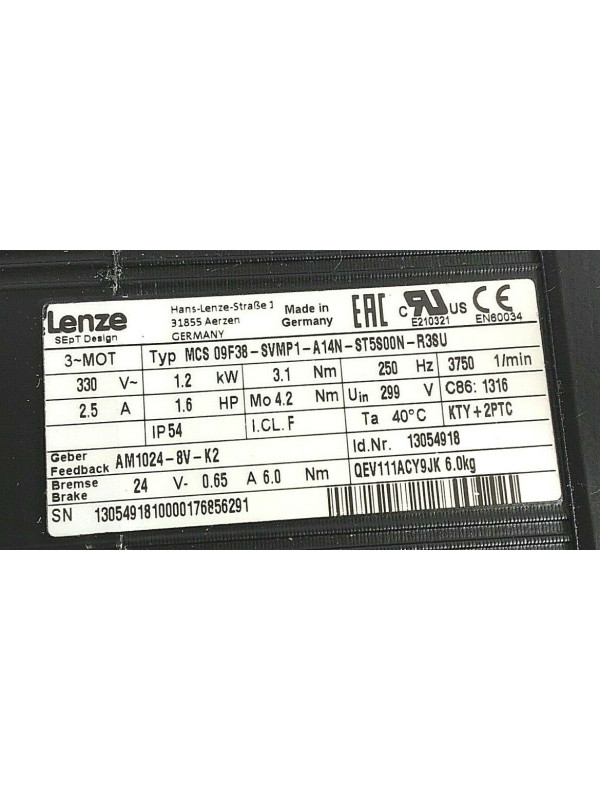 Lenze
SEpT Design
Hans-Lenze-Straße 1
31855 Aerzen
GERMANY
Made in
Germany
EAC
c RU US
E210321
CE
EN60034
3~MOT Typ MCS 09F38-SVMP1-A14N-ST5S00N-R3SU
330 V~ 1.2 kW 3.1 Nm 250 Hz 3750 1/min
2.5 A 1.6 HP Mo 4.2 Nm Uin 299 V C86: 1316
IP54 I.CL.F Ta 40°C KTY+2PTC
Geber
Feedback AM1024-8V-K2 Id.Nr. 13054918
Bremse
Brake 24 V- 0.65 A 6.0 Nm QEV111ACY9JK 6.0kg
SN 1305491810000176856291